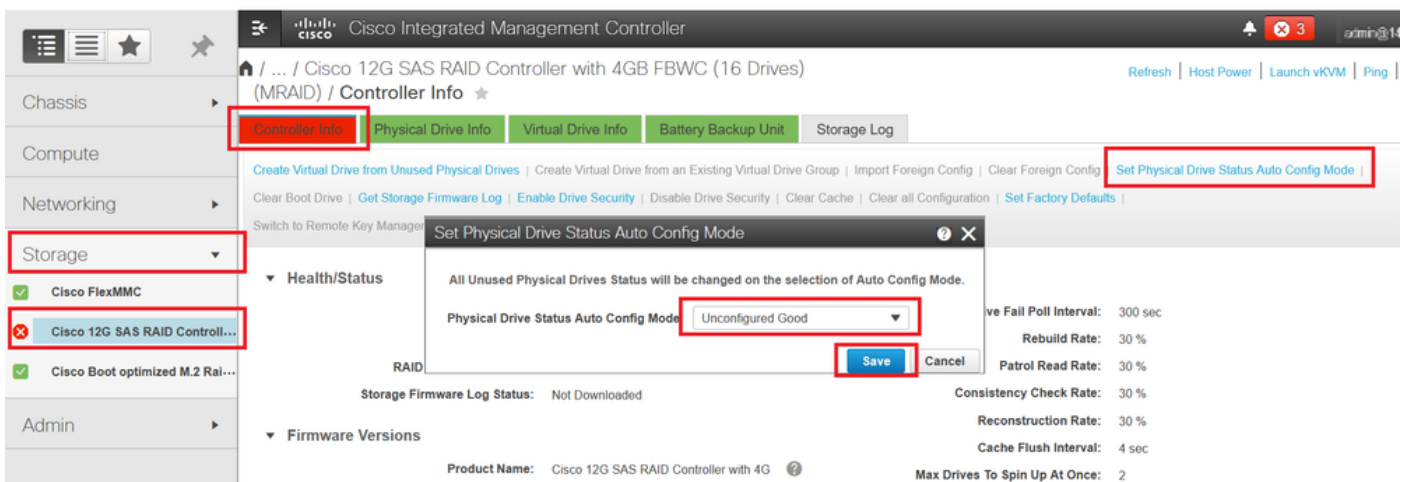 cisco Cisco Integrated Management Controller
3
/ ... / Cisco 12G SAS RAID Controller with 4GB FBWC (16 Drives)
(MRAID) / Controller Info
Refresh | Host Power | Launch vKVM | Ping |
Chassis
Compute
Networking
Storage
Cisco FlexMMC
Cisco 12G SAS RAID Controll...
Cisco Boot optimized M.2 Rai...
Admin
Controller Info Physical Drive Info Virtual Drive Info Battery Backup Unit Storage Log
Create Virtual Drive from Unused Physical Drives | Create Virtual Drive from an Existing Virtual Drive Group | Import Foreign Config | Clear Foreign Config | Set Physical Drive Status Auto Config Mode |
Clear Boot Drive | Get Storage Firmware Log | Enable Drive Security | Disable Drive Security | Clear Cache | Clear all Configuration | Set Factory Defaults |
Switch to Remote Key Manager
Set Physical Drive Status Auto Config Mode
All Unused Physical Drives Status will be changed on the selection of Auto Config Mode.
Physical Drive Status Auto Config Mode Unconfigured Good
Save Cancel
Health/Status
RAID
Storage Firmware Log Status: Not Downloaded
Firmware Versions
Product Name: Cisco 12G SAS RAID Controller with 4G
ve Fail Poll Interval: 300 sec
Rebuild Rate: 30 %
Patrol Read Rate: 30 %
Consistency Check Rate: 30 %
Reconstruction Rate: 30 %
Cache Flush Interval: 4 sec
Max Drives To Spin Up At Once: 2